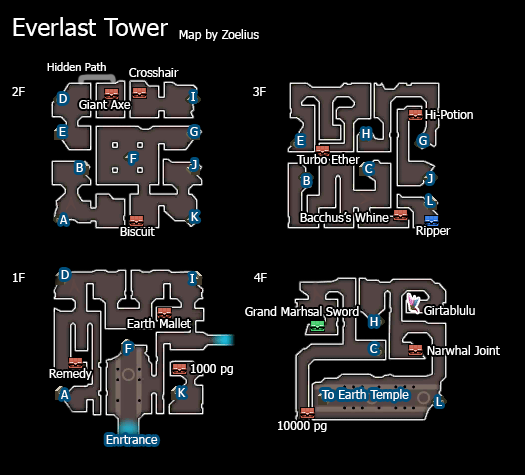 Everlast Tower Map by Zoelius
Hidden Path
Crosshair
2F
D
Giant Axe
I
E
G
F
B
J
A
K
Biscuit
3F
Hi-Potion
E
H
G
Turbo Ether
C
B
J
L
Bacchus's Whine
Ripper
1F
D
I
Earth Mallet
F
Remedy
1000 pg
A
K
Enrtrance
4F
Grand Marhsal Sword
Girtablulu
H
C
Narwhal Joint
To Earth Temple
L
10000 pg